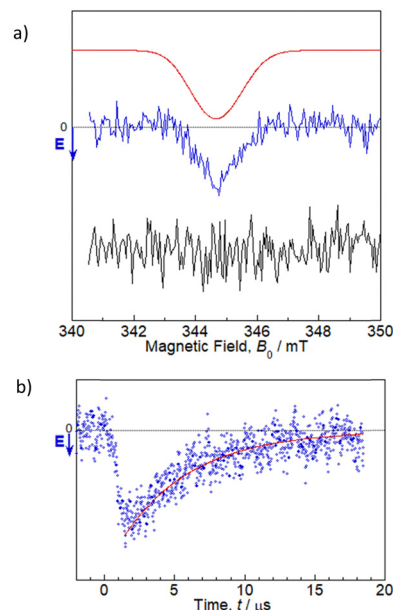 a)
0
E
340 342 344 346 348 350
Magnetic Field, B₀ / mT
b)
0
E
0 5 10 15 20
Time, t / μs